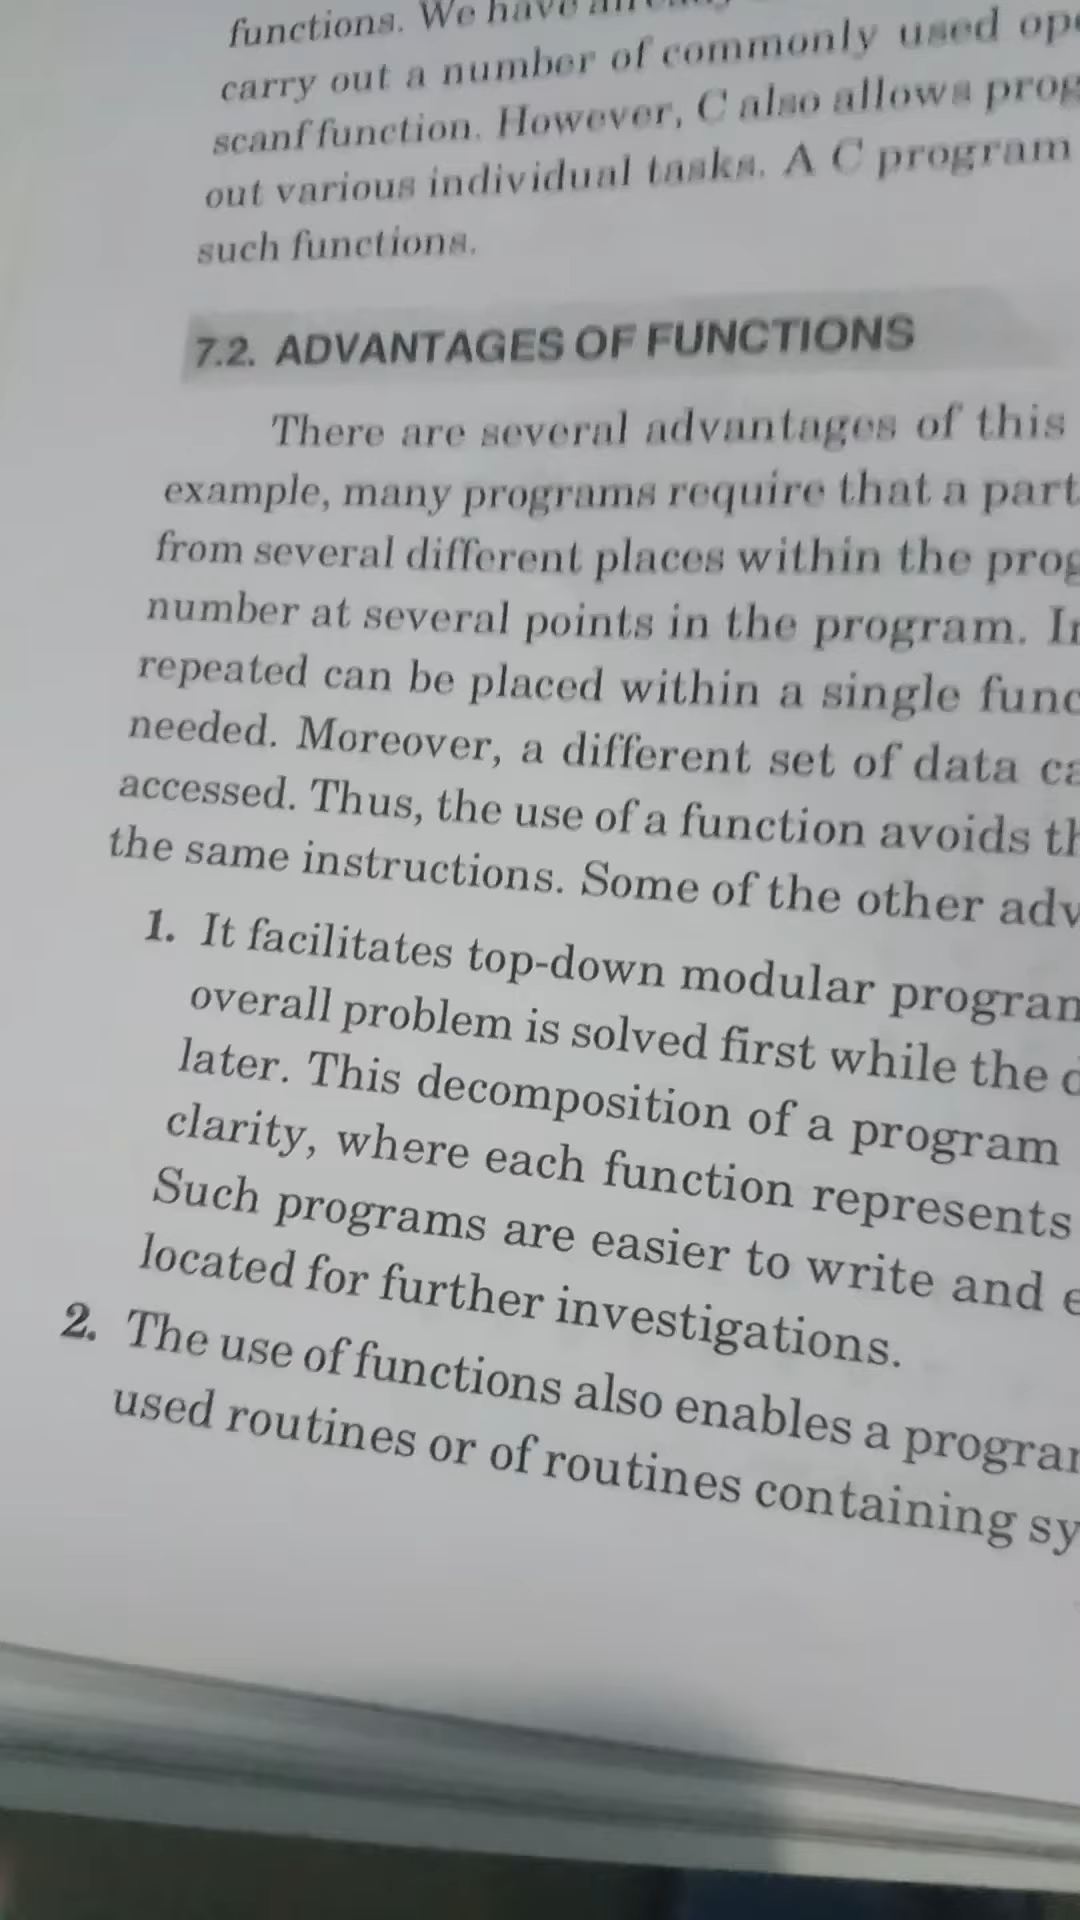 functions. We have
carry out a number of commonly used
scanf function. However, C also allows
out various individual tasks. A C program
such functions.
7.2. ADVANTAGES OF FUNCTIONS
There are several advantages of this
example, many programs require that a part
from several different places within the prog
number at several points in the program. In
repeated can be placed within a single func
needed. Moreover, a different set of data ca
accessed. Thus, the use of a function avoids th
the same instructions. Some of the other adv
1. It facilitates top-down modular program
overall problem is solved first while the d
later. This decomposition of a program
clarity, where each function represents
Such programs are easier to write and e
located for further investigations.
2. The use of functions also enables a program
used routines or of routines containing sy